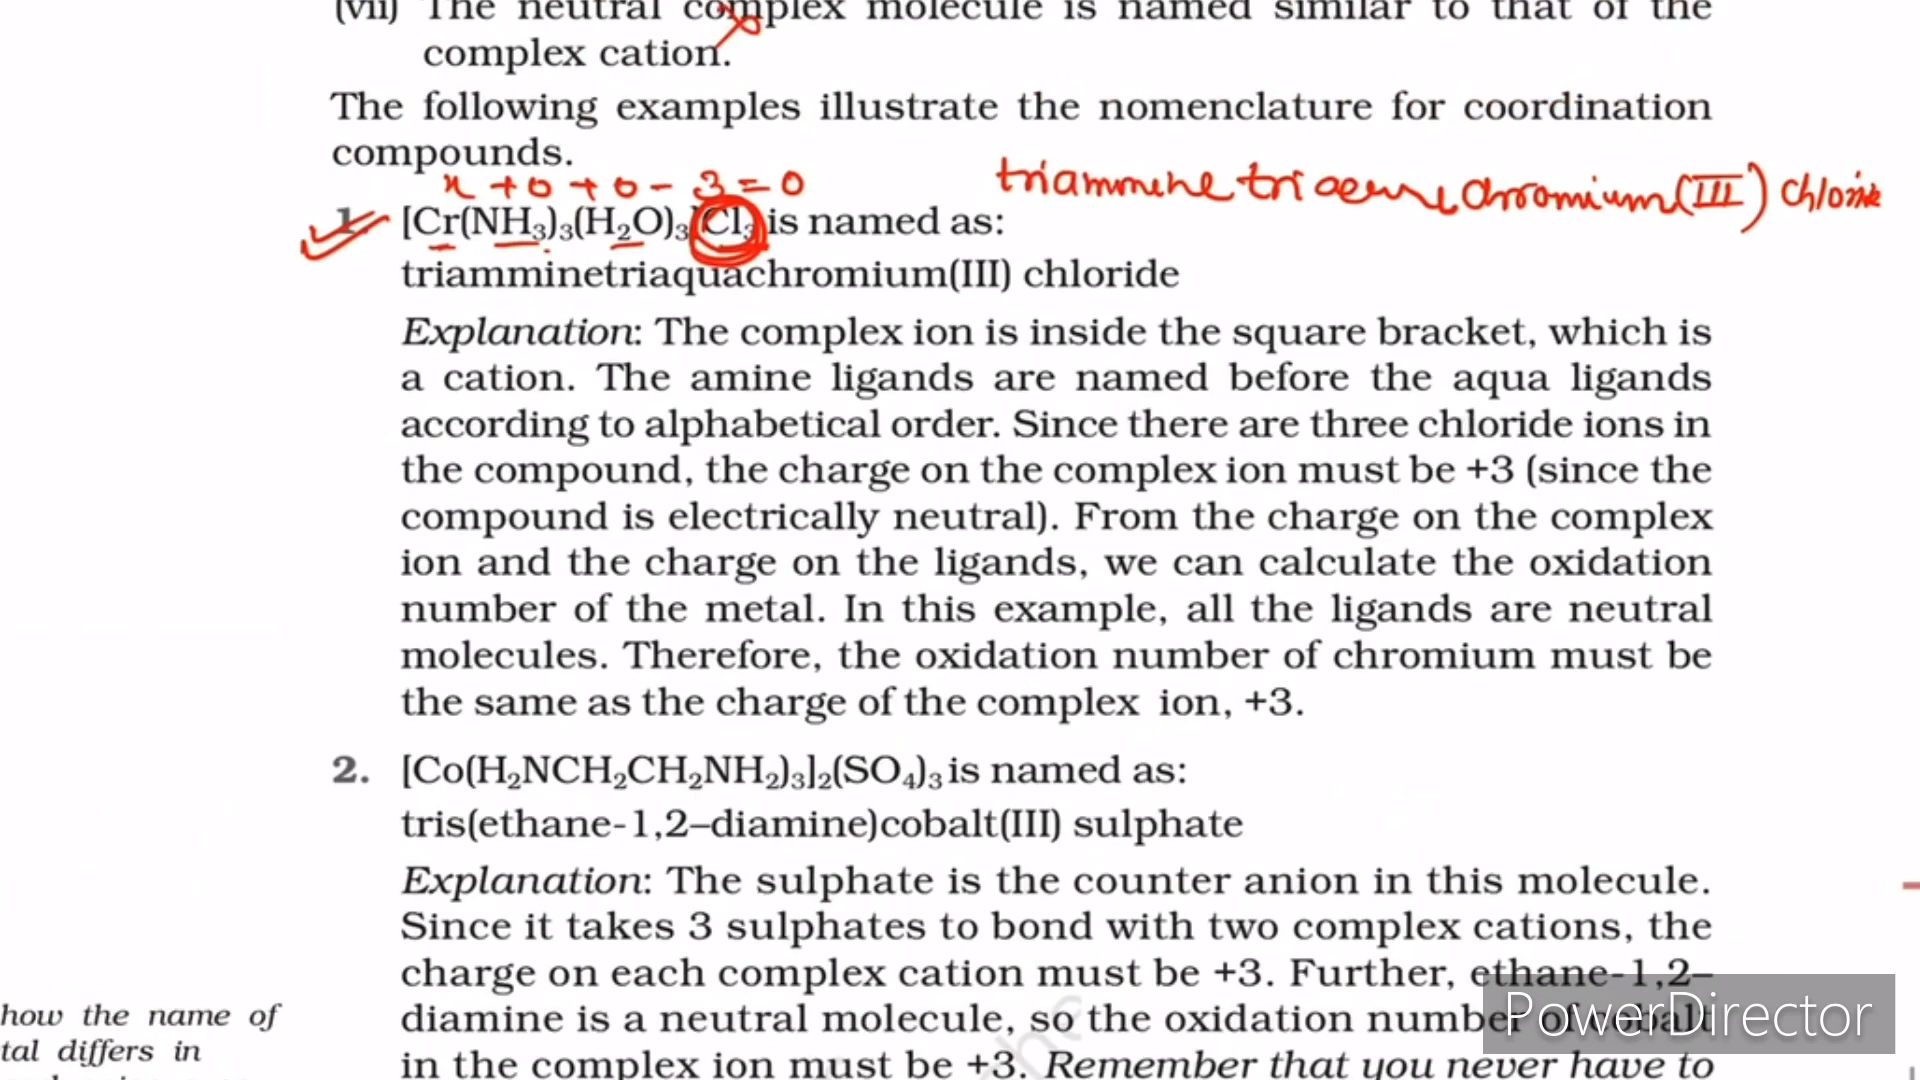 (vii) The neutral complex molecule is named similar to that of the
complex cation.
The following examples illustrate the nomenclature for coordination
compounds.
x + 0 + 0 - 3 = 0
triammine triaqua chromium (III) chloride
1. [Cr(NH₃)₃(H₂O)₃]Cl₃ is named as:
triamminetriaquachromium(III) chloride
Explanation: The complex ion is inside the square bracket, which is
a cation. The amine ligands are named before the aqua ligands
according to alphabetical order. Since there are three chloride ions in
the compound, the charge on the complex ion must be +3 (since the
compound is electrically neutral). From the charge on the complex
ion and the charge on the ligands, we can calculate the oxidation
number of the metal. In this example, all the ligands are neutral
molecules. Therefore, the oxidation number of chromium must be
the same as the charge of the complex ion, +3.
2. [Co(H₂NCH₂CH₂NH₂)₃]₂(SO₄)₃ is named as:
tris(ethane-1,2–diamine)cobalt(III) sulphate
Explanation: The sulphate is the counter anion in this molecule.
Since it takes 3 sulphates to bond with two complex cations, the
charge on each complex cation must be +3. Further, ethane-1,2–
diamine is a neutral molecule, so the oxidation number of cobalt
in the complex ion must be +3. Remember that you never have to
how the name of
tal differs in
PowerDirector